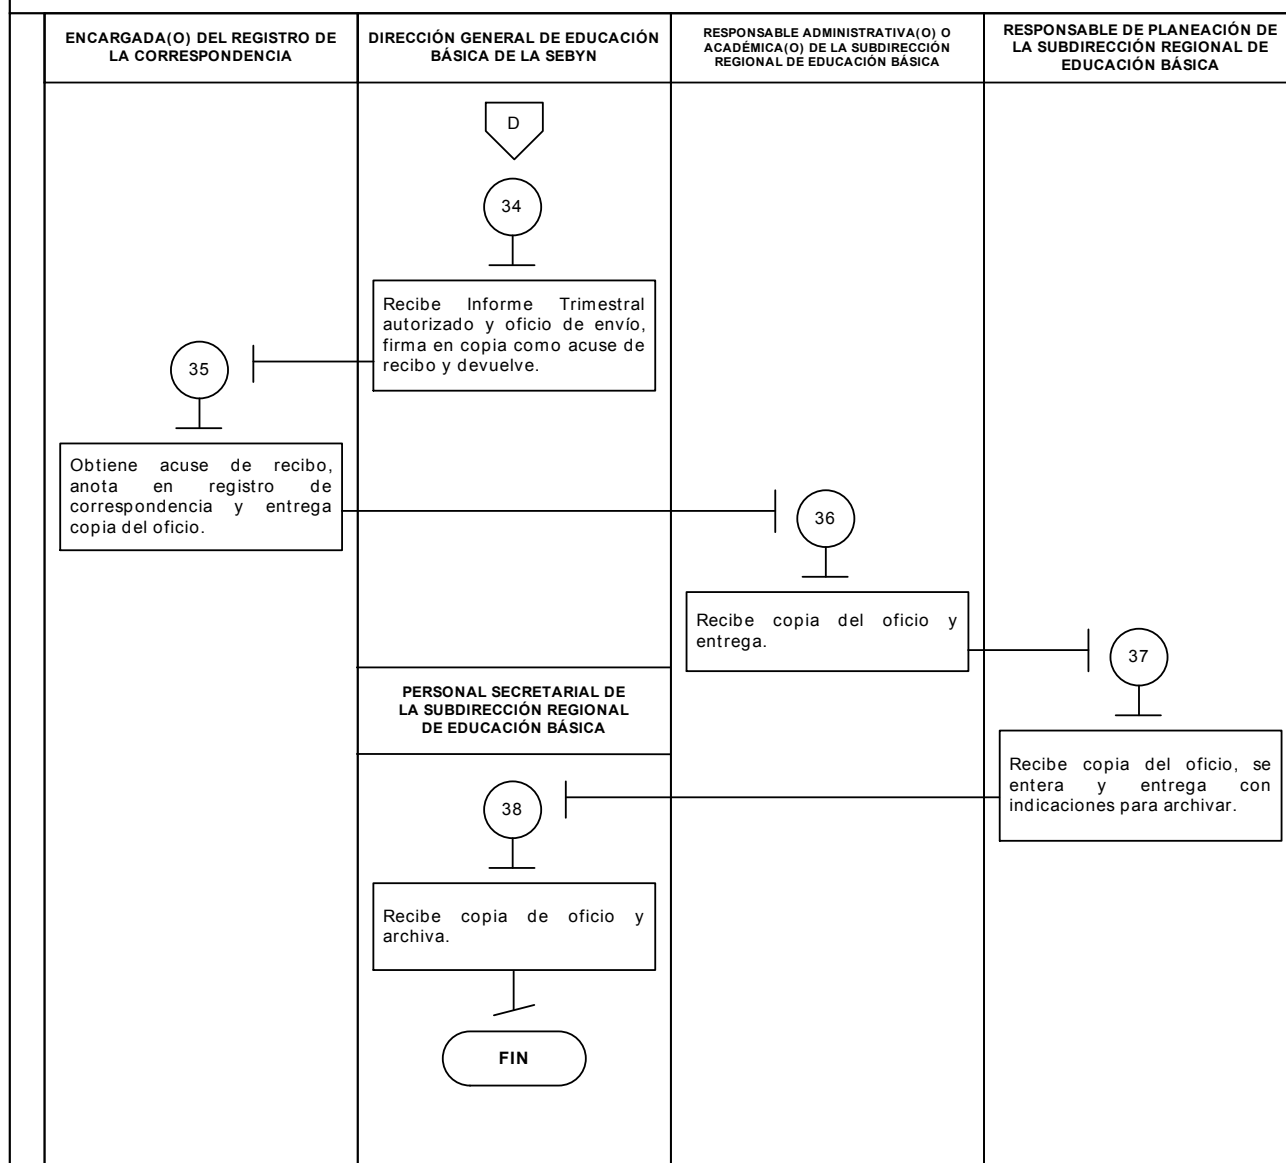 ENCARGADA(O) DEL REGISTRO DE
LA CORRESPONDENCIA
DIRECCIÓN GENERAL DE EDUCACIÓN
BÁSICA DE LA SEBYN
RESPONSABLE ADMINISTRATIVA(O) O
ACADÉMICA(O) DE LA SUBDIRECCIÓN
REGIONAL DE EDUCACIÓN BÁSICA
RESPONSABLE DE PLANEACIÓN DE
LA SUBDIRECCIÓN REGIONAL DE
EDUCACIÓN BÁSICA
D
34
Recibe Informe Trimestral
autorizado y oficio de envío,
firma en copia como acuse de
recibo y devuelve.
35
Obtiene acuse de recibo,
anota en registro de
correspondencia y entrega
copia del oficio.
36
Recibe copia del oficio y
entrega.
37
Recibe copia del oficio, se
entera y entrega con
indicaciones para archivar.
PERSONAL SECRETARIAL DE
LA SUBDIRECCIÓN REGIONAL
DE EDUCACIÓN BÁSICA
38
Recibe copia de oficio y
archiva.
FIN